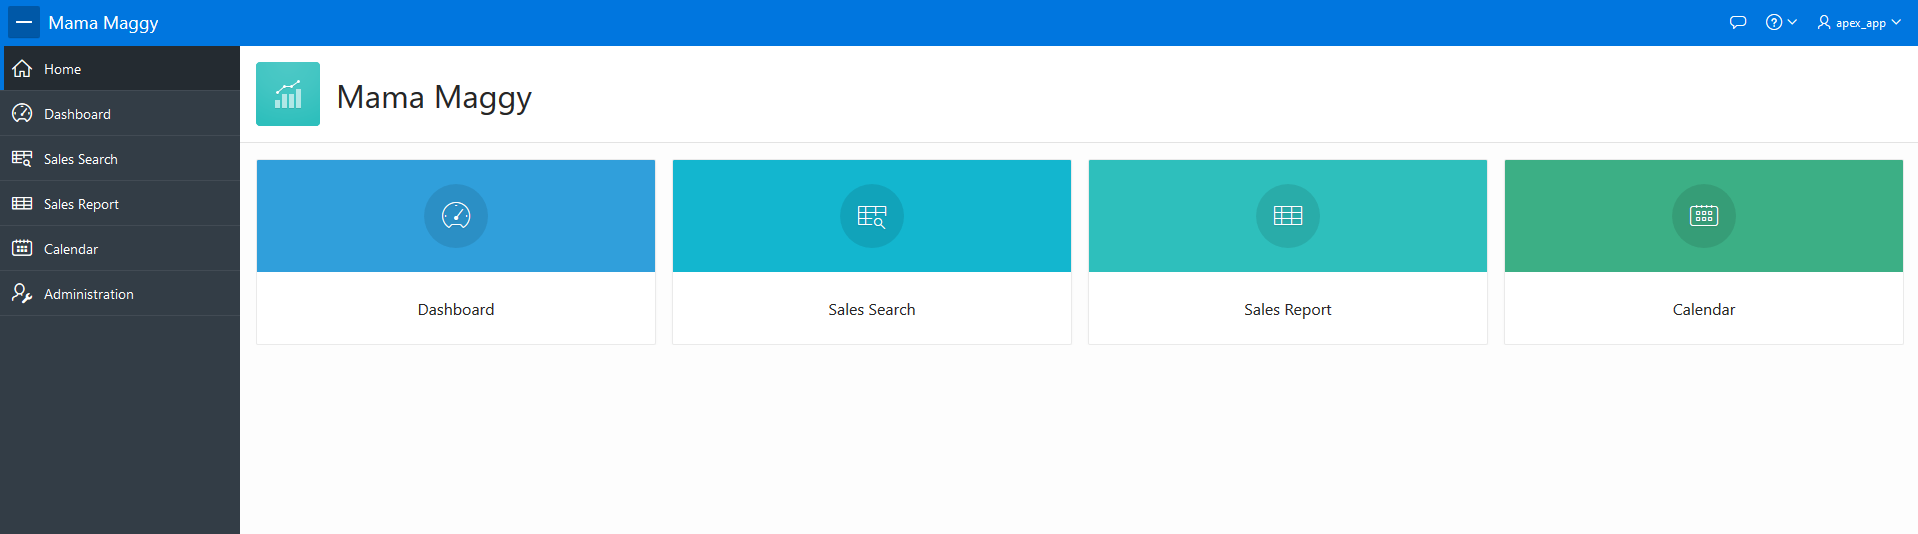 Mama Maggy
apex_app
Home
Dashboard
Sales Search
Sales Report
Calendar
Administration
Mama Maggy
Dashboard
Sales Search
Sales Report
Calendar